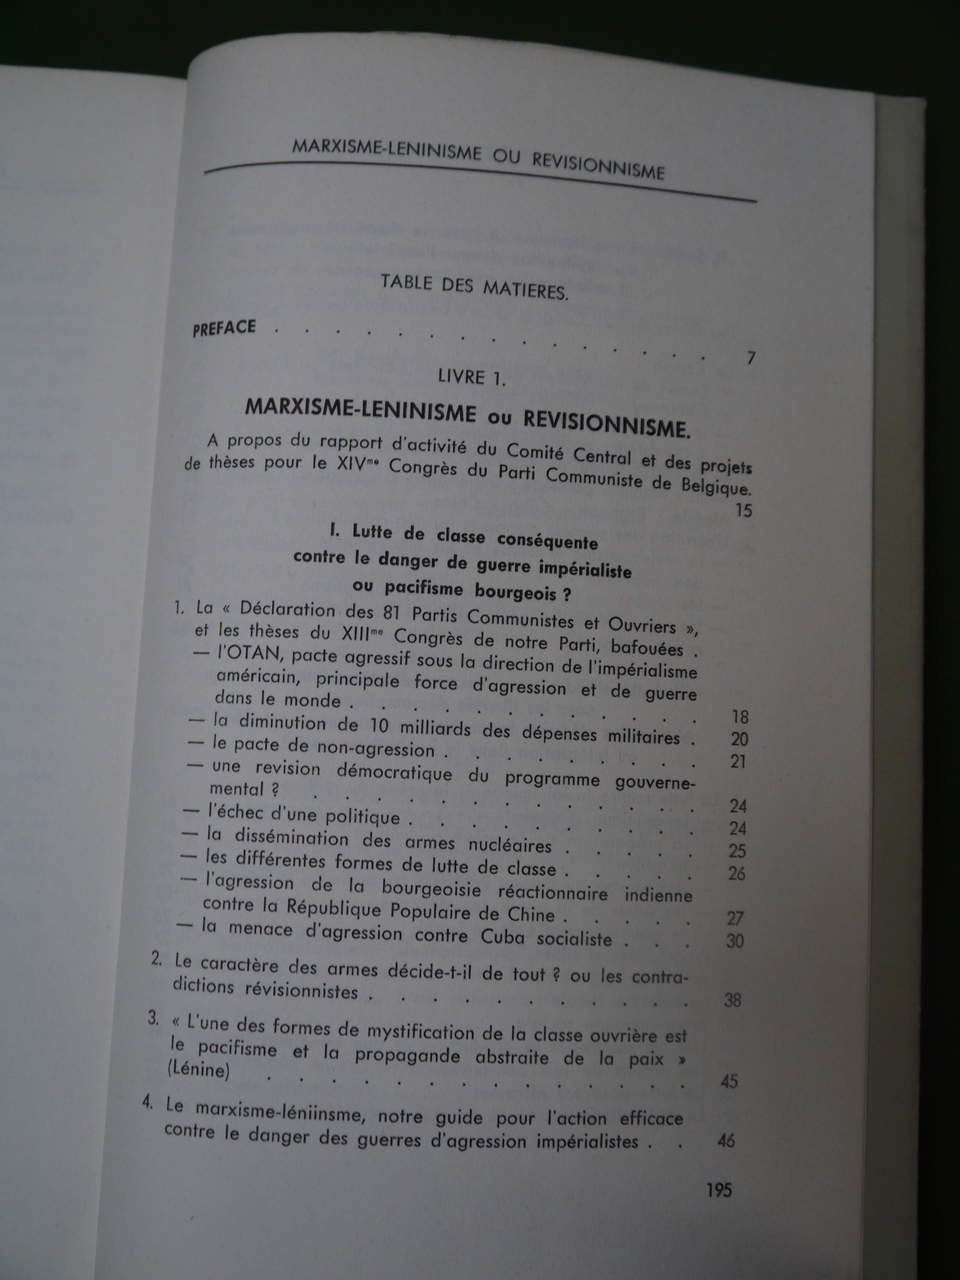 MARXISME-LENINISME OU REVISIONNISME
TABLE DES MATIERES.
PREFACE . . . . . . . . . . . . . . . 7
LIVRE 1.
MARXISME-LENINISME ou REVISIONNISME.
A propos du rapport d'activité du Comité Central et des projets
de thèses pour le XIVme Congrès du Parti Communiste de Belgique.
15
I. Lutte de classe conséquente
contre le danger de guerre impérialiste
ou pacifisme bourgeois ?
1. La « Déclaration des 81 Partis Communistes et Ouvriers »,
et les thèses du XIIIme Congrès de notre Parti, bafouées .
— l'OTAN, pacte agressif sous la direction de l'impérialisme
américain, principale force d'agression et de guerre
dans le monde . . . . . . . . . . . . 18
— la diminution de 10 milliards des dépenses militaires . 20
— le pacte de non-agression . . . . . . . . . 21
— une revision démocratique du programme gouverne-
mental ? . . . . . . . . . . . . . 24
— l'échec d'une politique . . . . . . . . . . 24
— la dissémination des armes nucléaires . . . . . 25
— les différentes formes de lutte de classe . . . . . 26
— l'agression de la bourgeoisie réactionnaire indienne
contre la République Populaire de Chine . . . . . 27
— la menace d'agression contre Cuba socialiste . . . 30
2. Le caractère des armes décide-t-il de tout ? ou les contra-
dictions révisionnistes . . . . . . . . . . . 38
3. « L'une des formes de mystification de la classe ouvrière est
le pacifisme et la propagande abstraite de la paix »
(Lénine) . . . . . . . . . . . . . . 45
4. Le marxisme-léniinsme, notre guide pour l'action efficace
contre le danger des guerres d'agression impérialistes . . 46
195